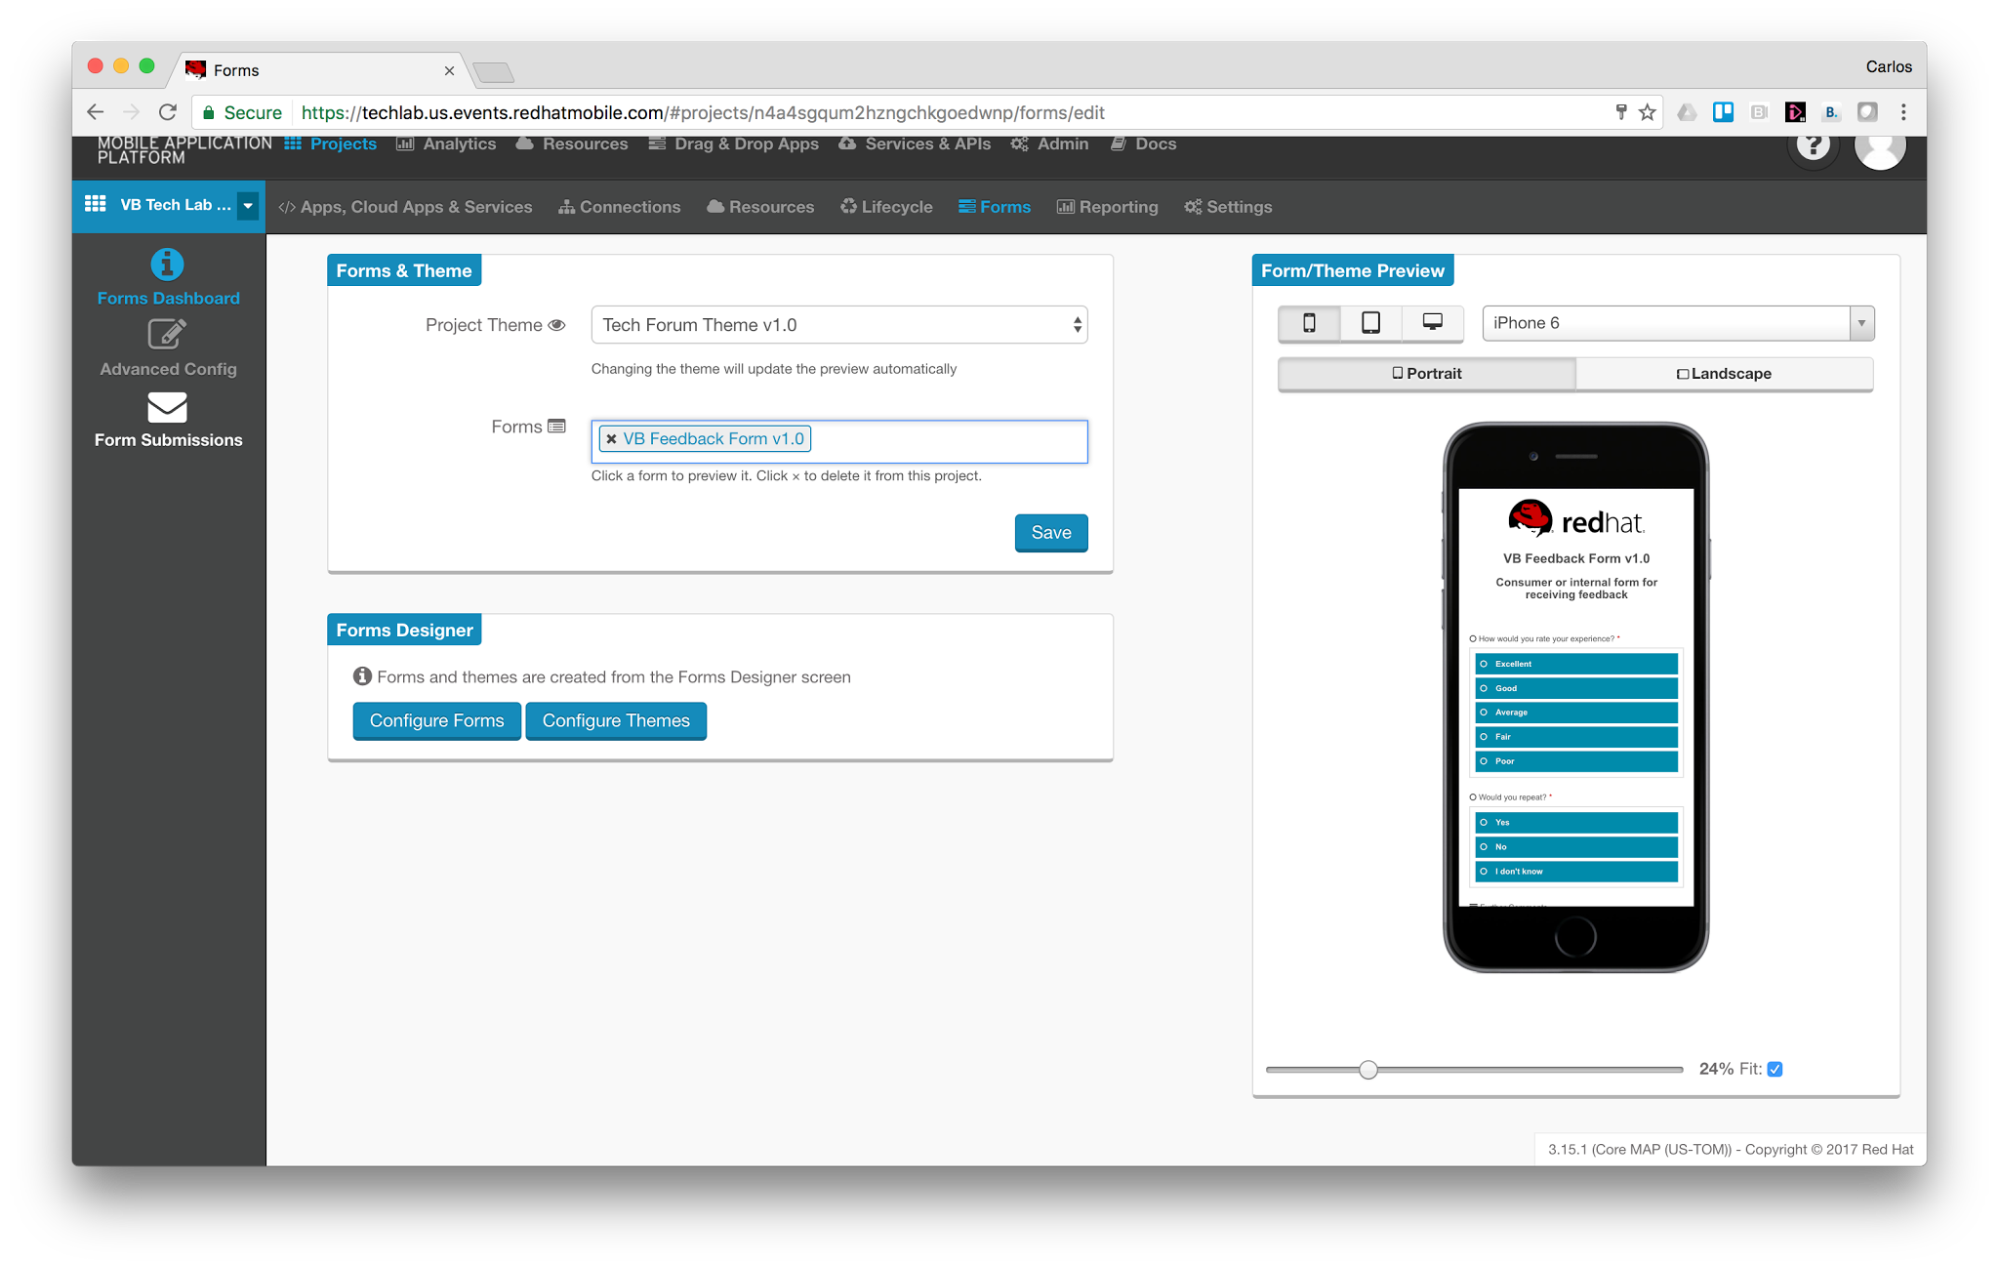 Forms
Carlos
Secure https://techlab.us.events.redhatmobile.com/#projects/n4a4sgqum2hzngchkgoedwnp/forms/edit
B.
MOBILE APPLICATION
PLATFORM
Projects Analytics Resources Drag & Drop Apps Services & APIs Admin Docs
?
VB Tech Lab ...
</> Apps, Cloud Apps & Services Connections Resources Lifecycle Forms Reporting Settings
Forms Dashboard
Advanced Config
Form Submissions
Forms & Theme
Project Theme
Tech Forum Theme v1.0
Changing the theme will update the preview automatically
Forms
× VB Feedback Form v1.0
Click a form to preview it. Click × to delete it from this project.
Save
Forms Designer
Forms and themes are created from the Forms Designer screen
Configure Forms Configure Themes
Form/Theme Preview
iPhone 6
Portrait Landscape
redhat.
VB Feedback Form v1.0
Consumer or internal form for
receiving feedback
How would you rate your experience? *
Excellent
Good
Average
Fair
Poor
Would you repeat? *
Yes
No
I don't know
24% Fit:
3.15.1 (Core MAP (US-TOM)) - Copyright © 2017 Red Hat